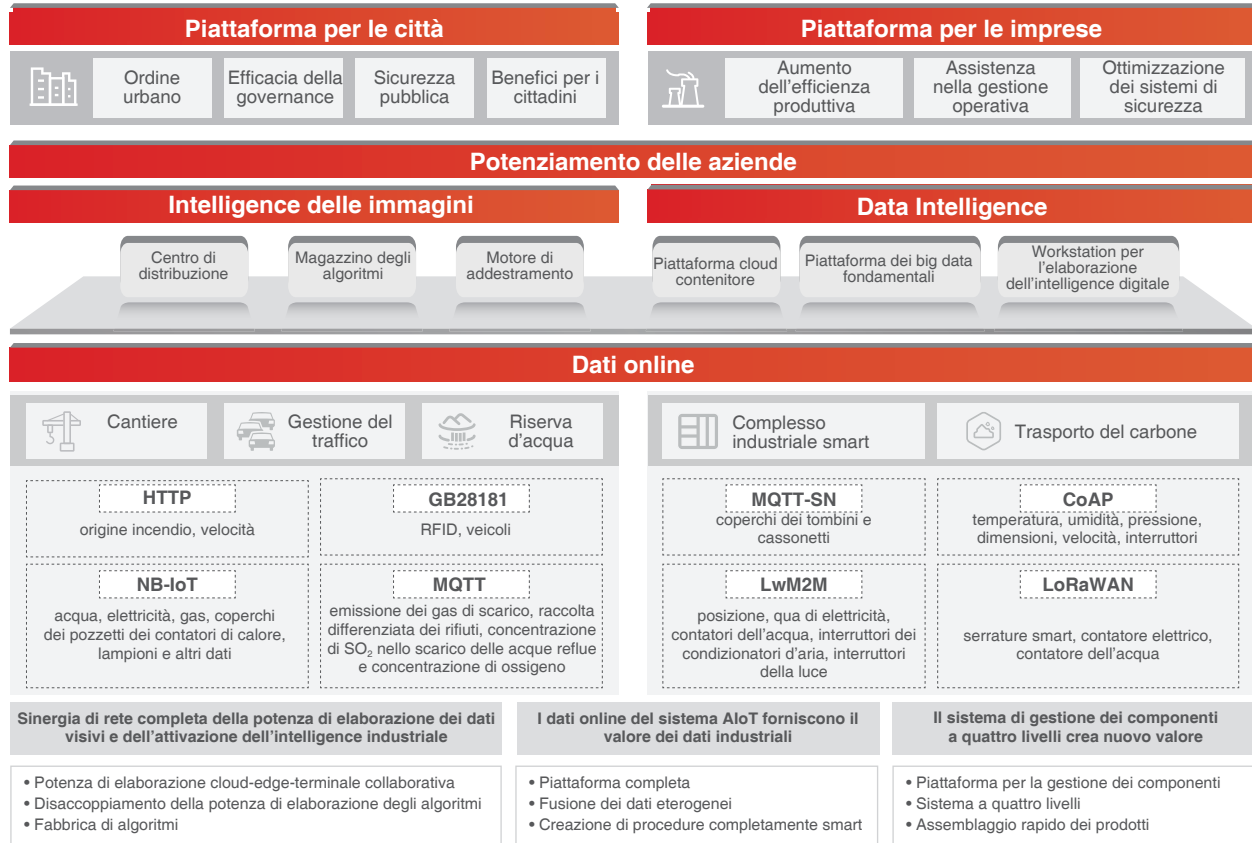 Piattaforma per le città
Piattaforma per le imprese
Ordine
urbano
Efficacia della
governance
Sicurezza
pubblica
Benefici per i
cittadini
Aumento
dell'efficienza
produttiva
Assistenza
nella gestione
operativa
Ottimizzazione
dei sistemi di
sicurezza
Potenziamento delle aziende
Intelligence delle immagini
Data Intelligence
Centro di
distribuzione
Magazzino degli
algoritmi
Motore di
addestramento
Piattaforma cloud
contenitore
Piattaforma dei big data
fondamentali
Workstation per
l'elaborazione
dell'intelligence digitale
Dati online
Cantiere
Gestione del
traffico
Riserva
d'acqua
Complesso
industriale smart
Trasporto del carbone
HTTP
origine incendio, velocità
GB28181
RFID, veicoli
MQTT-SN
coperchi dei tombini e
cassonetti
CoAP
temperatura, umidità, pressione,
dimensioni, velocità, interruttori
NB-IoT
acqua, elettricità, gas, coperchi
dei pozzetti dei contatori di calore,
lampioni e altri dati
MQTT
emissione dei gas di scarico, raccolta
differenziata dei rifiuti, concentrazione
di SO₂ nello scarico delle acque reflue
e concentrazione di ossigeno
LwM2M
posizione, qua di elettricità,
contatori dell'acqua, interruttori dei
condizionatori d'aria, interruttori
della luce
LoRaWAN
serrature smart, contatore elettrico,
contatore dell'acqua
Sinergia di rete completa della potenza di elaborazione dei dati
visivi e dell'attivazione dell'intelligence industriale
I dati online del sistema AIoT forniscono il
valore dei dati industriali
Il sistema di gestione dei componenti
a quattro livelli crea nuovo valore
• Potenza di elaborazione cloud-edge-terminale collaborativa
• Disaccoppiamento della potenza di elaborazione degli algoritmi
• Fabbrica di algoritmi
• Piattaforma completa
• Fusione dei dati eterogenei
• Creazione di procedure completamente smart
• Piattaforma per la gestione dei componenti
• Sistema a quattro livelli
• Assemblaggio rapido dei prodotti